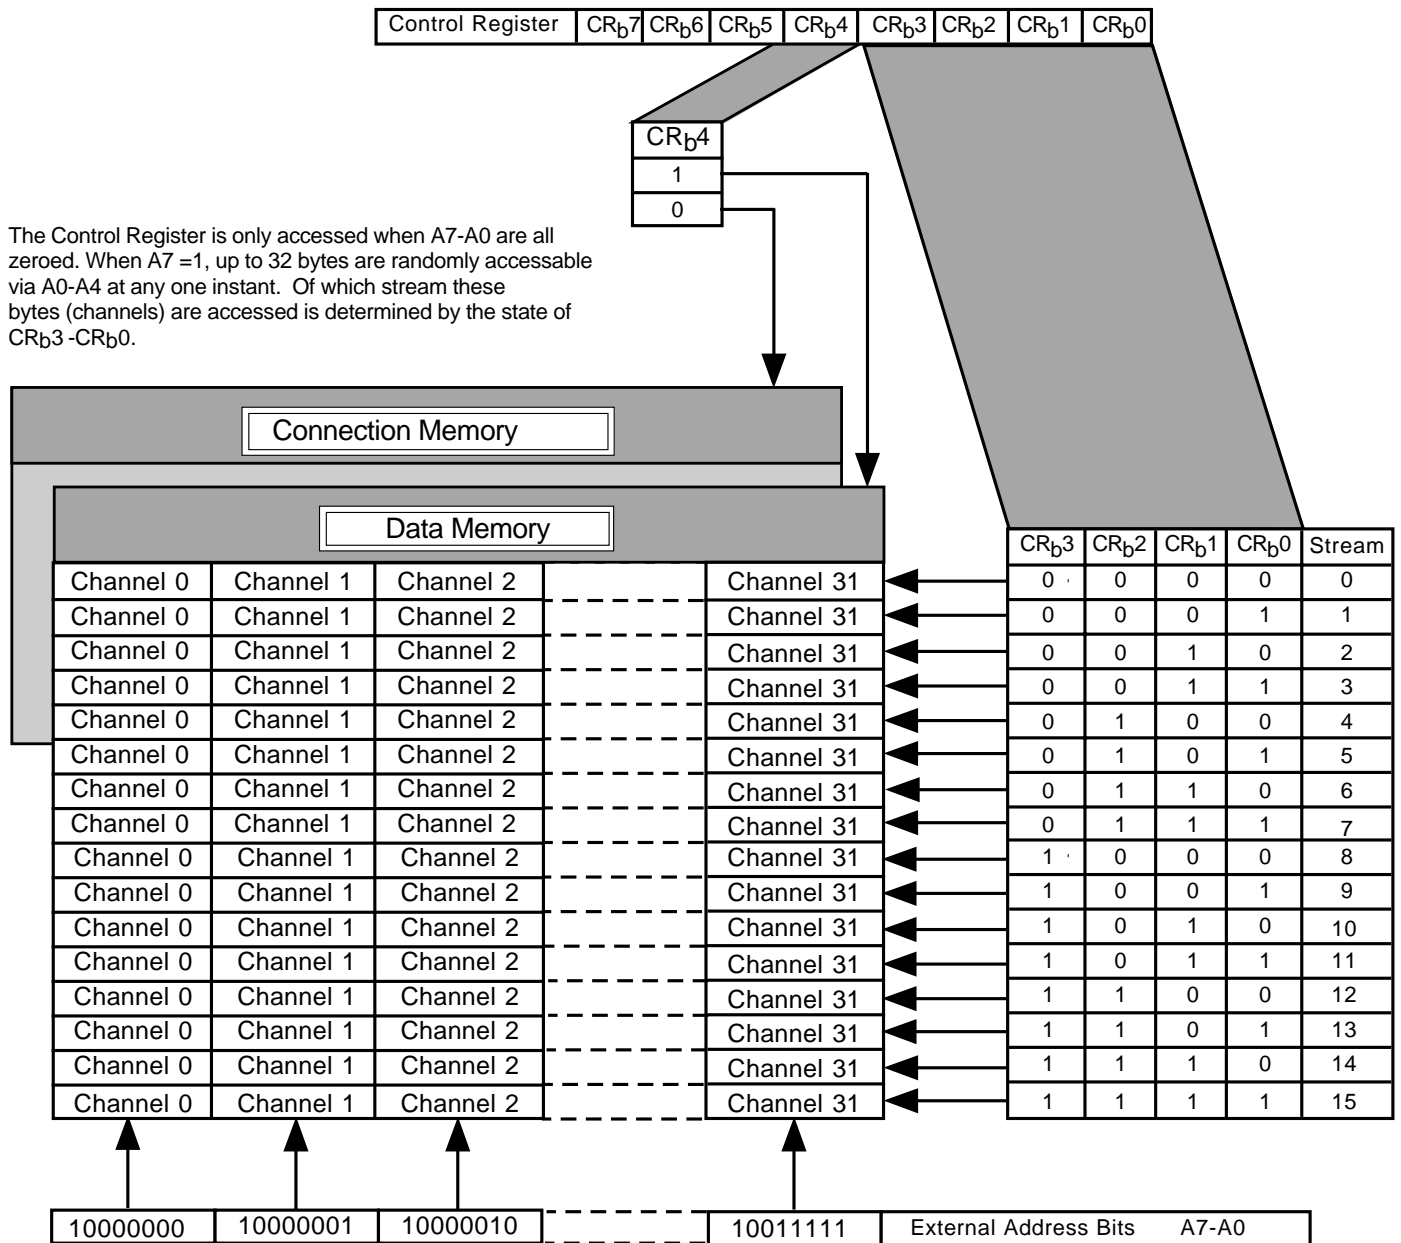 Control Register CRb7 CRb6 CRb5 CRb4 CRb3 CRb2 CRb1 CRb0
CRb4
1
0
The Control Register is only accessed when A7-A0 are all
zeroed. When A7 =1, up to 32 bytes are randomly accessable
via A0-A4 at any one instant. Of which stream these
bytes (channels) are accessed is determined by the state of
CRb3 -CRb0.
Connection Memory
Data Memory
CRb3 CRb2 CRb1 CRb0 Stream
Channel 0 Channel 1 Channel 2 Channel 31 0 0 0 0 0
Channel 0 Channel 1 Channel 2 Channel 31 0 0 0 1 1
Channel 0 Channel 1 Channel 2 Channel 31 0 0 1 0 2
Channel 0 Channel 1 Channel 2 Channel 31 0 0 1 1 3
Channel 0 Channel 1 Channel 2 Channel 31 0 1 0 0 4
Channel 0 Channel 1 Channel 2 Channel 31 0 1 0 1 5
Channel 0 Channel 1 Channel 2 Channel 31 0 1 1 0 6
Channel 0 Channel 1 Channel 2 Channel 31 0 1 1 1 7
Channel 0 Channel 1 Channel 2 Channel 31 1 0 0 0 8
Channel 0 Channel 1 Channel 2 Channel 31 1 0 0 1 9
Channel 0 Channel 1 Channel 2 Channel 31 1 0 1 0 10
Channel 0 Channel 1 Channel 2 Channel 31 1 0 1 1 11
Channel 0 Channel 1 Channel 2 Channel 31 1 1 0 0 12
Channel 0 Channel 1 Channel 2 Channel 31 1 1 0 1 13
Channel 0 Channel 1 Channel 2 Channel 31 1 1 1 0 14
Channel 0 Channel 1 Channel 2 Channel 31 1 1 1 1 15
10000000 10000001 10000010 10011111 External Address Bits A7-A0